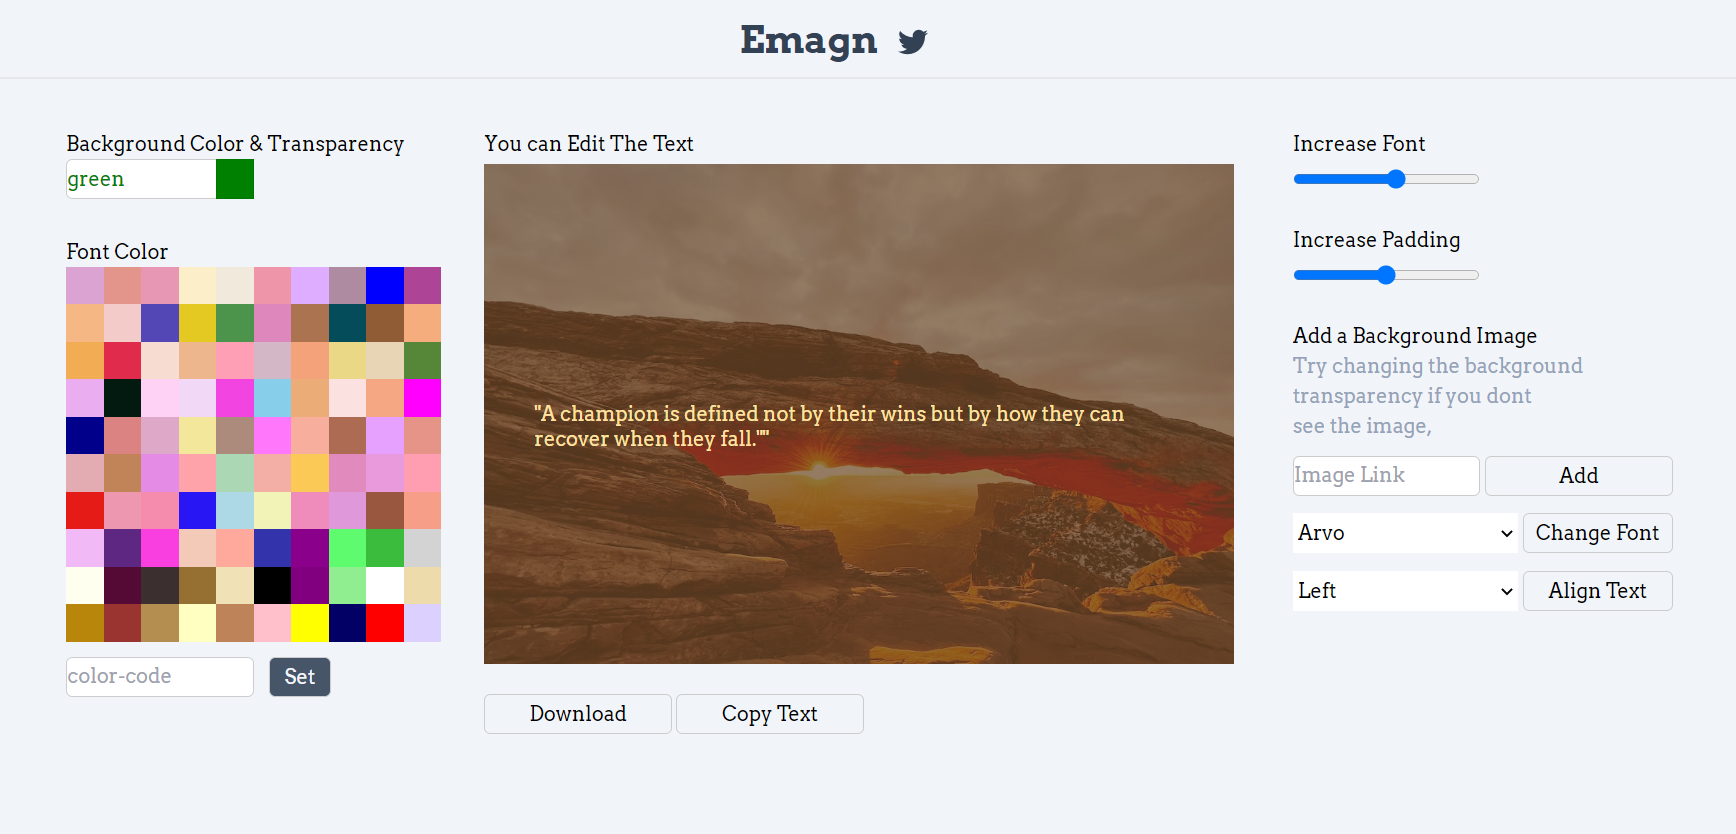 Emagn
Background Color & Transparency
green
Font Color
color-code
Set
You can Edit The Text
"A champion is defined not by their wins but by how they can
recover when they fall.""
Download
Copy Text
Increase Font
Increase Padding
Add a Background Image
Try changing the background
transparency if you dont
see the image,
Image Link
Add
Arvo
Change Font
Left
Align Text